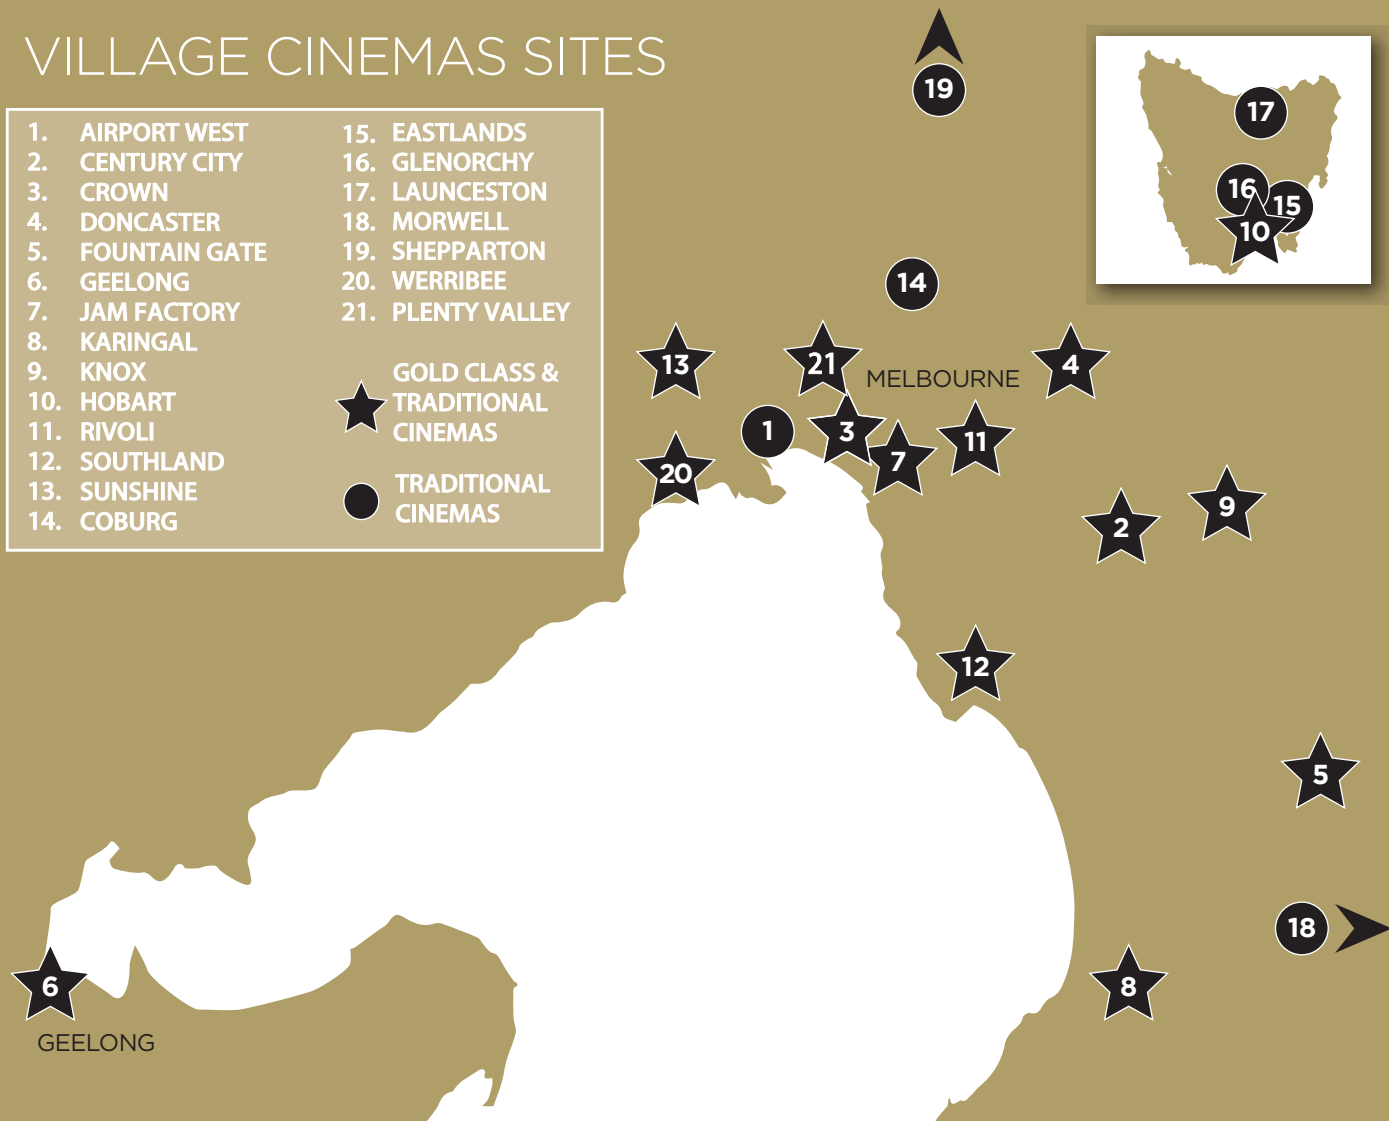 VILLAGE CINEMAS SITES
1. AIRPORT WEST
2. CENTURY CITY
3. CROWN
4. DONCASTER
5. FOUNTAIN GATE
6. GEELONG
7. JAM FACTORY
8. KARINGAL
9. KNOX
10. HOBART
11. RIVOLI
12. SOUTHLAND
13. SUNSHINE
14. COBURG
15. EASTLANDS
16. GLENORCHY
17. LAUNCESTON
18. MORWELL
19. SHEPPARTON
20. WERRIBEE
21. PLENTY VALLEY
GOLD CLASS &
TRADITIONAL
CINEMAS
TRADITIONAL
CINEMAS
19
17
16
15
10
14
13
21
4
MELBOURNE
1
3
7
11
20
2
9
12
5
18
6
8
GEELONG